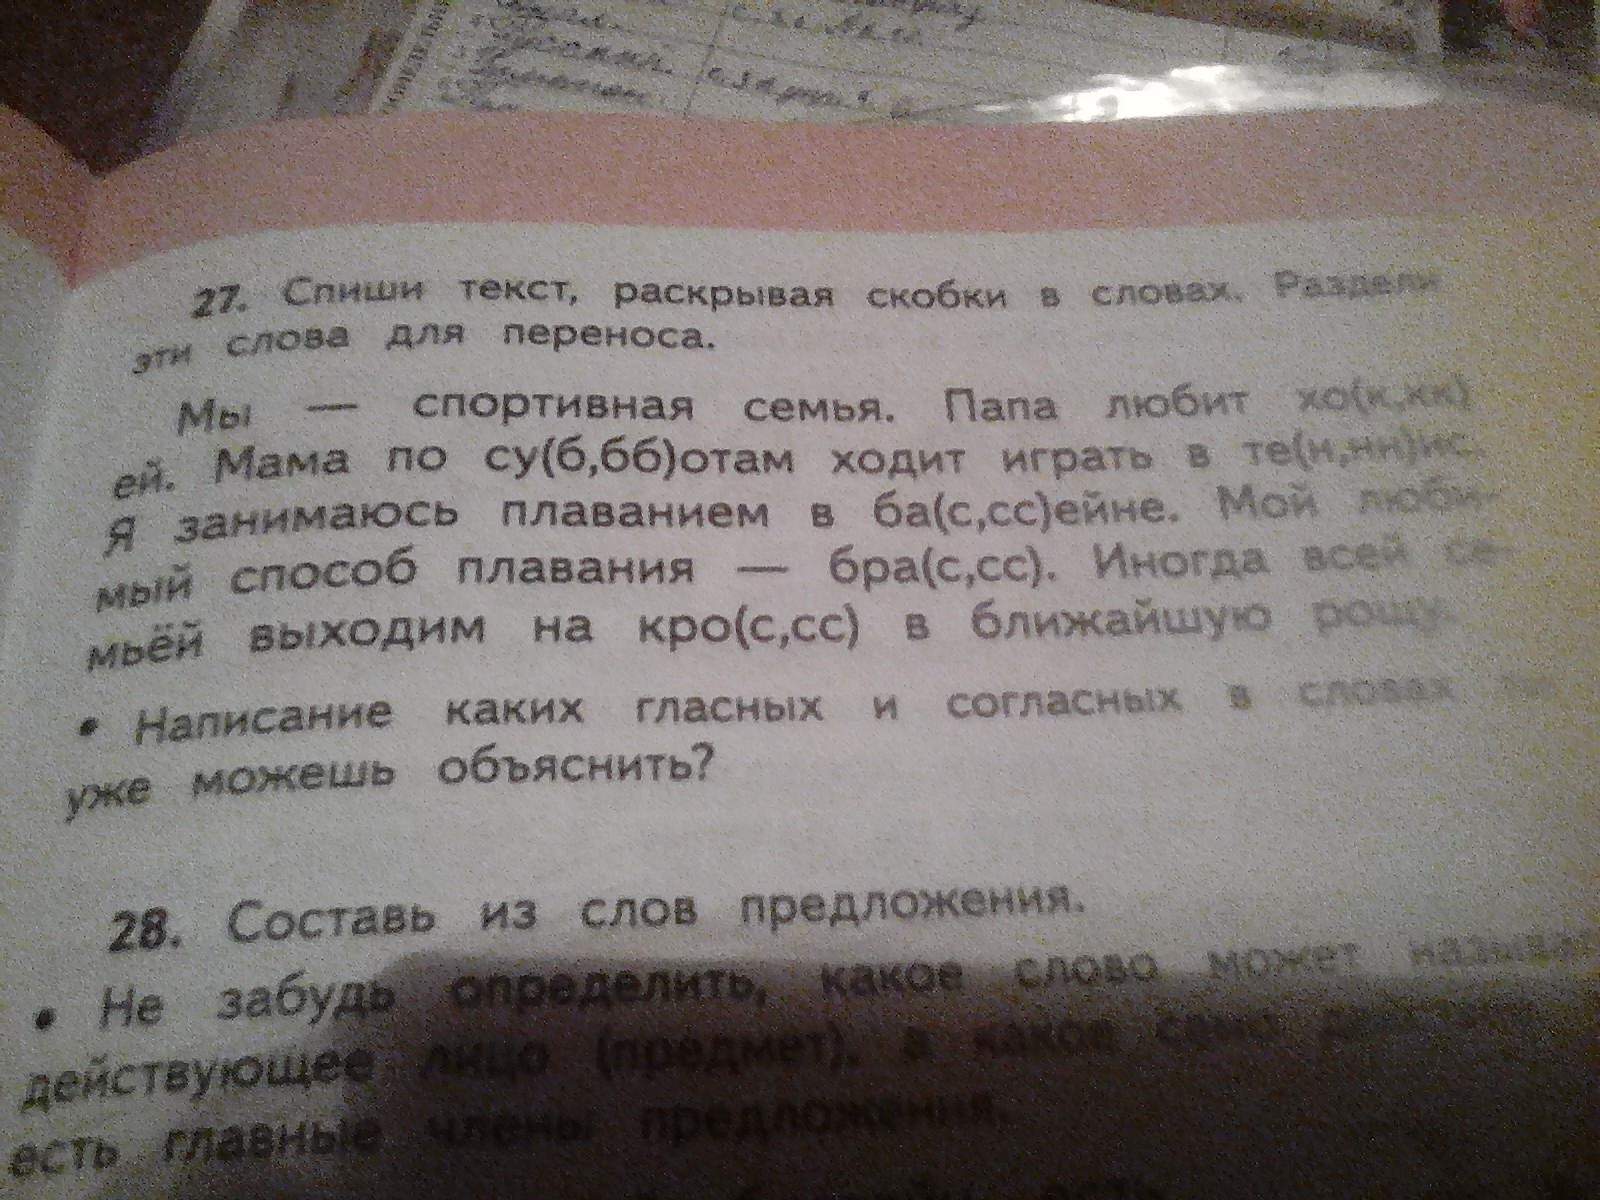 27. Спиши текст, раскрывая скобки в словах. Раздели
эти слова для переноса.
Мы — спортивная семья. Папа любит хо(к,кк)
ей. Мама по су(б,бб)отам ходит играть в те(н,нн)ис.
Я занимаюсь плаванием в ба(с,сс)ейне. Мой люби-
мый способ плавания — бра(с,сс). Иногда всей се-
мьёй выходим на кро(с,сс) в ближайшую рощу.
• Написание каких гласных и согласных в словах
уже можешь объяснить?
28. Составь из слов предложения.
• Не забудь определить, какое слово может
действующее лицо (предмет), а какое само
есть главные члены предложения.